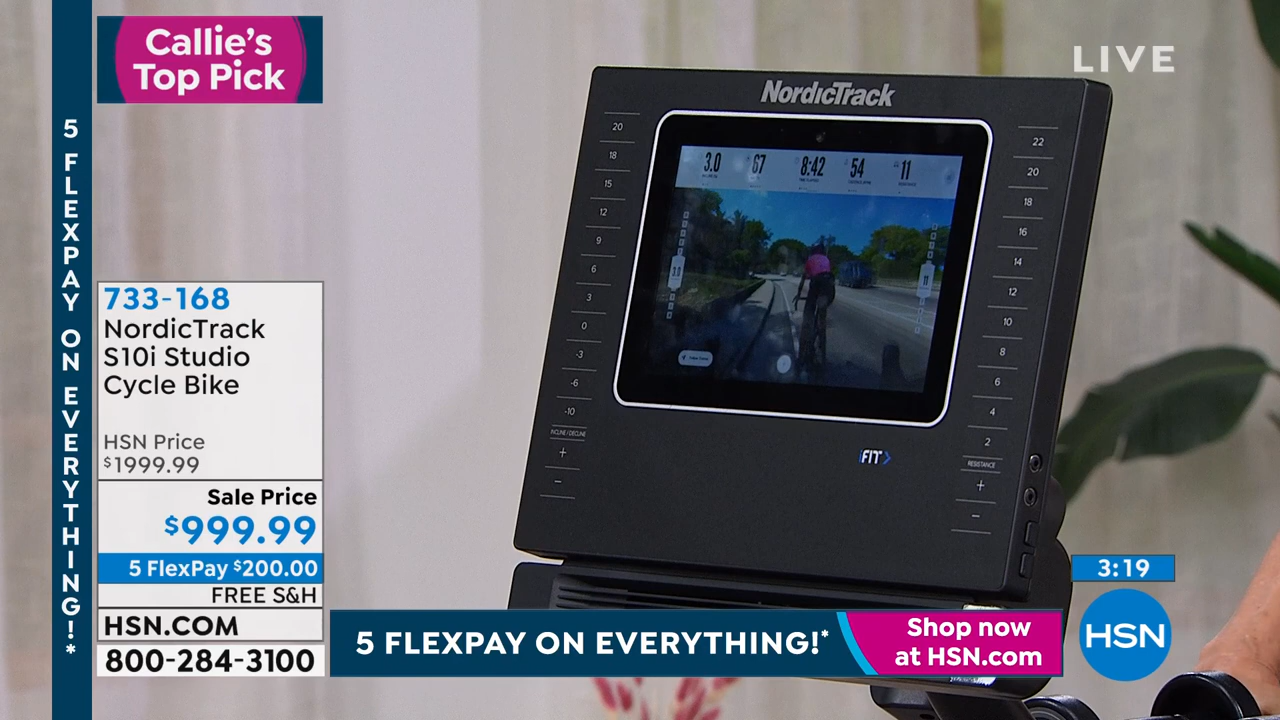 Callie's
Top Pick
LIVE
5 FLEXPAY ON EVERYTHING!*
733-168
NordicTrack
S10i Studio
Cycle Bike
HSN Price
$1999.99
Sale Price
$999.99
5 FlexPay $200.00
FREE S&H
HSN.COM
800-284-3100
NordicTrack
20
18
15
12
9
6
3
0
-3
-6
-10
INCLINE / DECLINE
+
−
3.0 67 8:42 54 11
3.0
11
22
20
18
16
14
12
10
8
6
4
2
RESISTANCE
+
−
iFIT
3:19
5 FLEXPAY ON EVERYTHING!*
Shop now
at HSN.com
HSN